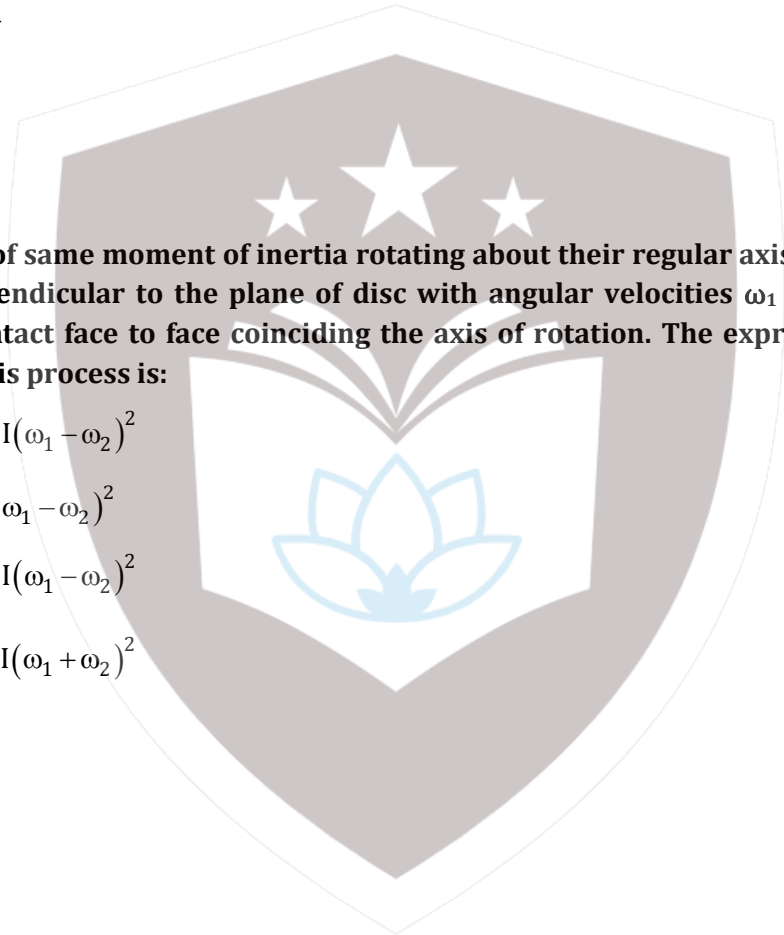 of same moment of inertia rotating about their regular axis
endicular to the plane of disc with angular velocities ω₁
ntact face to face coinciding the axis of rotation. The expr
is process is:
I(ω₁ − ω₂)²
ω₁ − ω₂)²
I(ω₁ − ω₂)²
I(ω₁ + ω₂)²